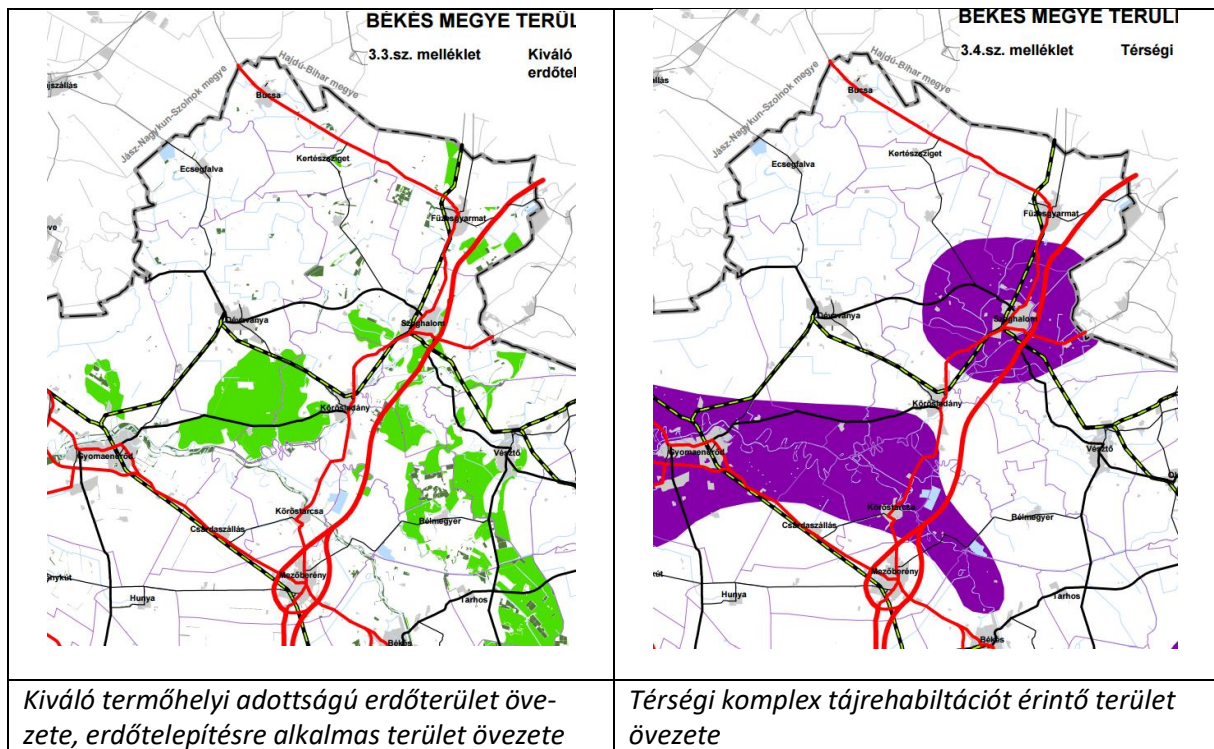 BÉKÉS MEGYE TERÜL
3.3.sz. melléklet
Kiváló
erdőtel
Hajdú-Bihar megye
Jász-Nagykun-Szolnok megye
Bucsa
Kertészsziget
Ecsegfalva
Füzesgyarmat
Dévaványa
Szeghalom
Körösladány
Gyomaendrőd
Vésztő
Köröstarcsa
Csárdaszállás
Bélmegyer
Mezőberény
Hunya
Tarhos
Békés
BÉKÉS MEGYE TERÜL
3.4.sz. melléklet
Térségi
Hajdú-Bihar megye
Jász-Nagykun-Szolnok megye
Bucsa
Kertészsziget
Ecsegfalva
Füzesgyarmat
Dévaványa
Szeghalom
Körösladány
Gyomaendrőd
Vésztő
Köröstarcsa
Csárdaszállás
Bélmegyer
Mezőberény
Hunya
Tarhos
Békés
Kiváló termőhelyi adottságú erdőterület öve-
zete, erdőtelepítésre alkalmas terület övezete
Térségi komplex tájrehabiltációt érintő terület
övezete